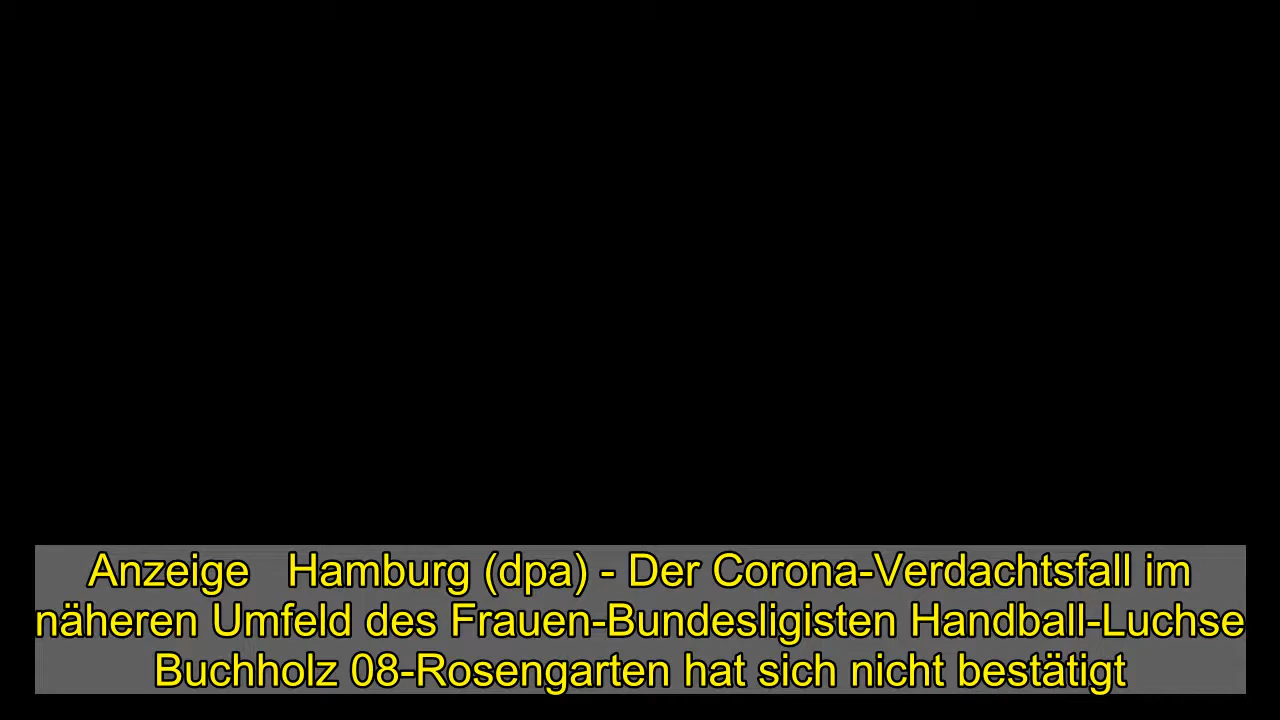 Anzeige   Hamburg (dpa) - Der Corona-Verdachtsfall im
näheren Umfeld des Frauen-Bundesligisten Handball-Luchse
Buchholz 08-Rosengarten hat sich nicht bestätigt